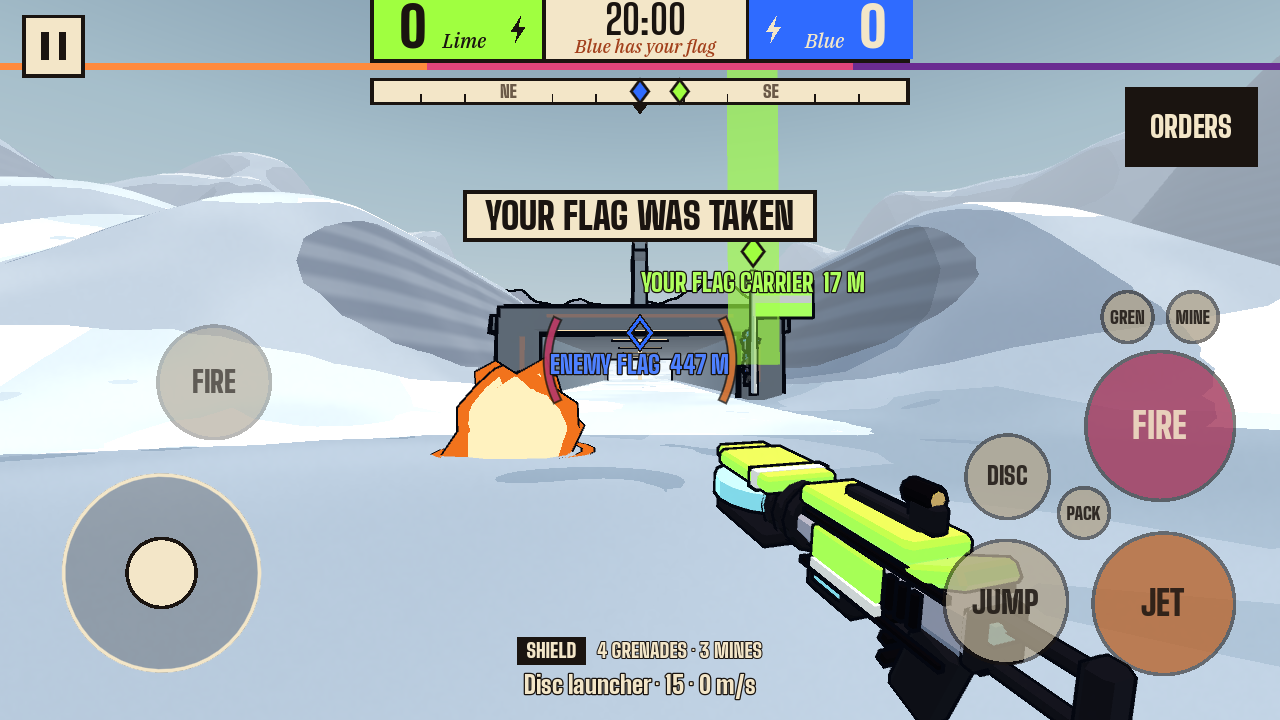 0 Lime
20:00
Blue has your flag
Blue 0
NE
SE
ORDERS
YOUR FLAG WAS TAKEN
YOUR FLAG CARRIER 17 M
ENEMY FLAG 447 M
FIRE
GREN
MINE
FIRE
DISC
PACK
JUMP
JET
SHIELD 4 GRENADES · 3 MINES
Disc launcher · 15 · 0 m/s